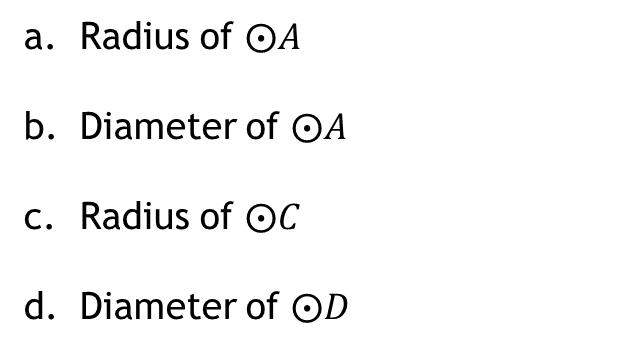 a. Radius of ⊙A
b. Diameter of ⊙A
c. Radius of ⊙C
d. Diameter of ⊙D